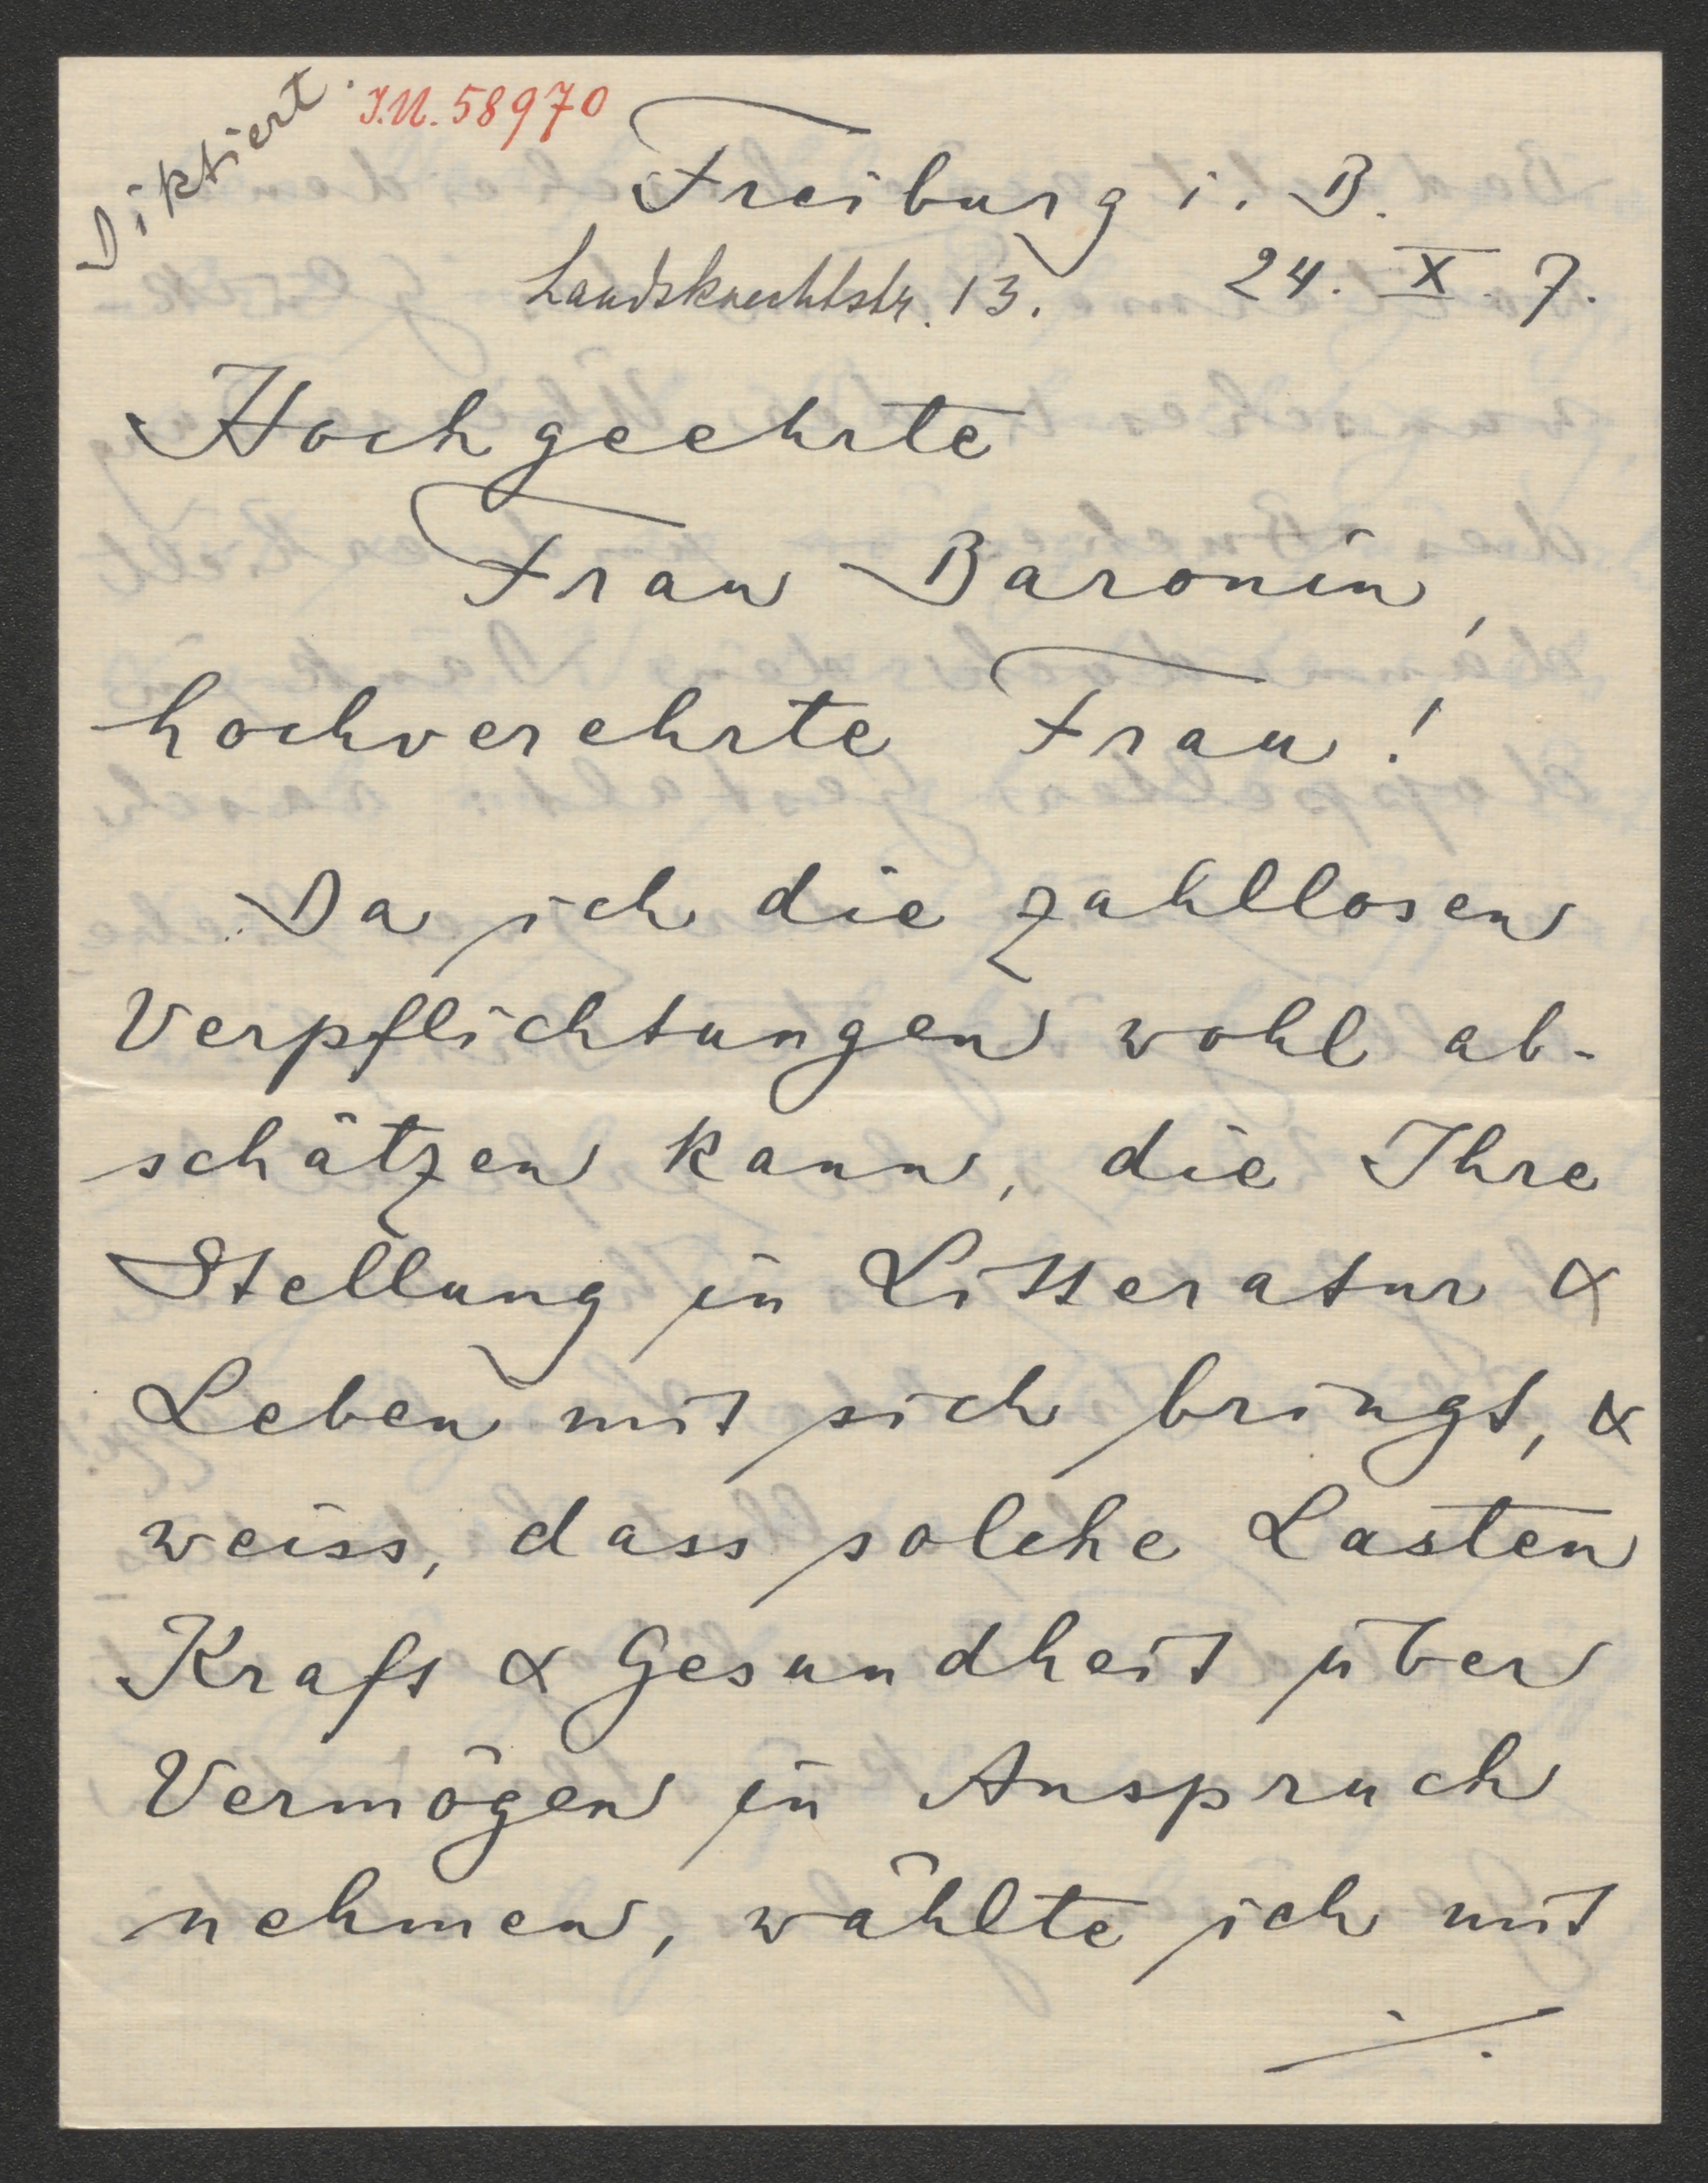 Diktiert.
I.N. 58970
Freiburg i. B.
Landsknechtstr. 13. 24. X. 7.
Hochgeehrte
Frau Baronin,
hochverehrte Frau!
Da ich die zahllosen
Verpflichtungen wohl ab-
schätzen kann, die Ihre
Stellung in Litteratur &
Leben mit sich bringt, &
weiss, dass solche Lasten
Kraft & Gesundheit über
Vermögen in Anspruch
nehmen, wählte ich mit
./.